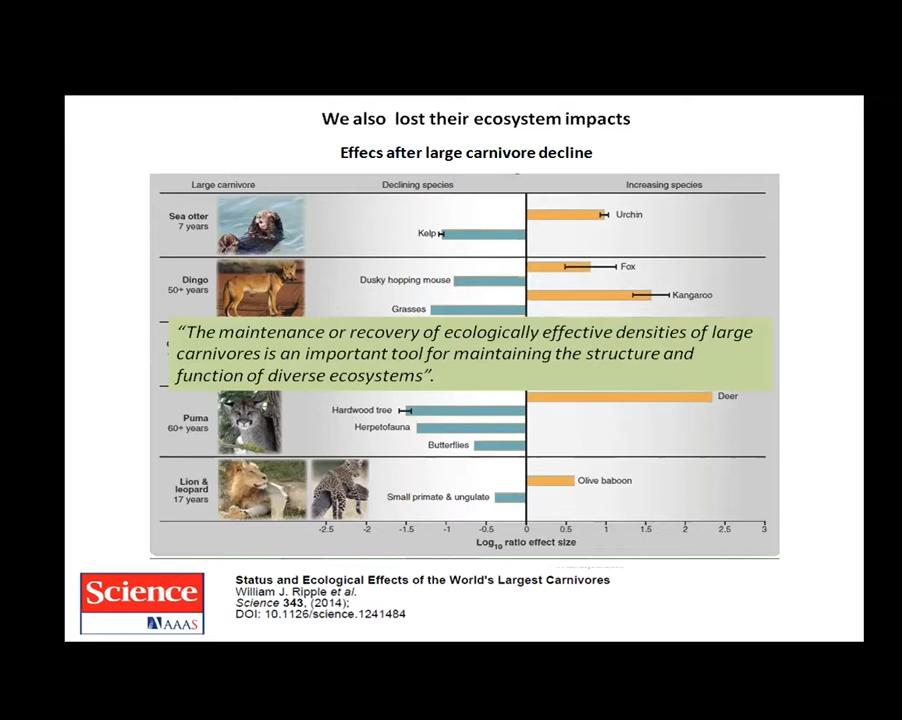 We also lost their ecosystem impacts
Effecs after large carnivore decline
Large carnivore
Declining species
Increasing species
Sea otter
7 years
Urchin
Kelp
Dingo
50+ years
Fox
Dusky hopping mouse
Kangaroo
Grasses
“The maintenance or recovery of ecologically effective densities of large
carnivores is an important tool for maintaining the structure and
function of diverse ecosystems”.
Puma
60+ years
Deer
Hardwood tree
Herpetofauna
Butterflies
Lion &
leopard
17 years
Olive baboon
Small primate & ungulate
-2.5 -2 -1.5 -1 -0.5 0 0.5 1 1.5 2 2.5 3
Log10 ratio effect size
Science
AAAS
Status and Ecological Effects of the World's Largest Carnivores
William J. Ripple et al.
Science 343, (2014);
DOI: 10.1126/science.1241484